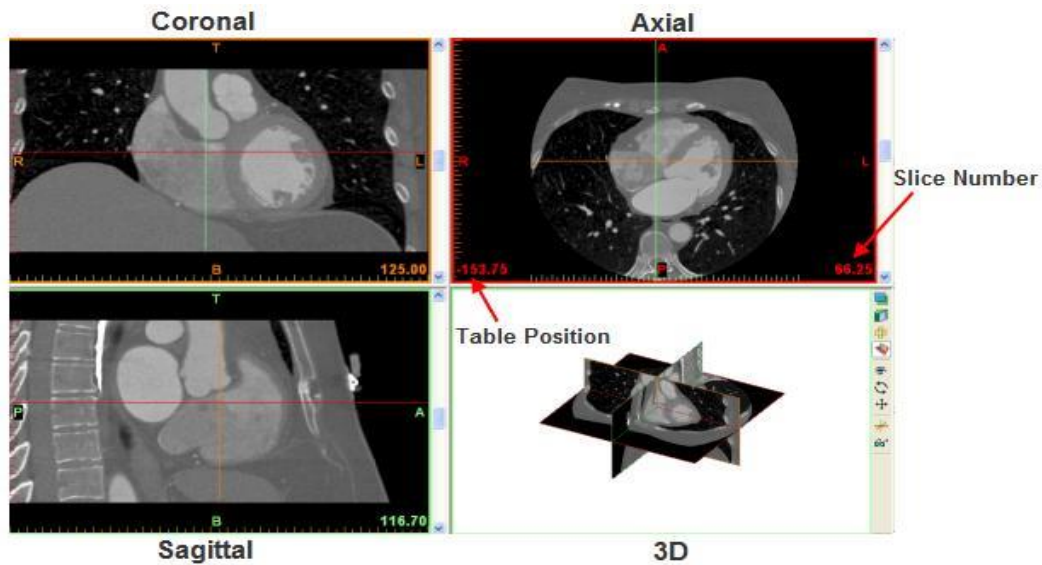 Coronal
Axial
T
A
R
L
R
L
Slice Number
B
125.00
-153.75
P
66.25
T
Table Position
P
A
B
116.70
Sagittal
3D